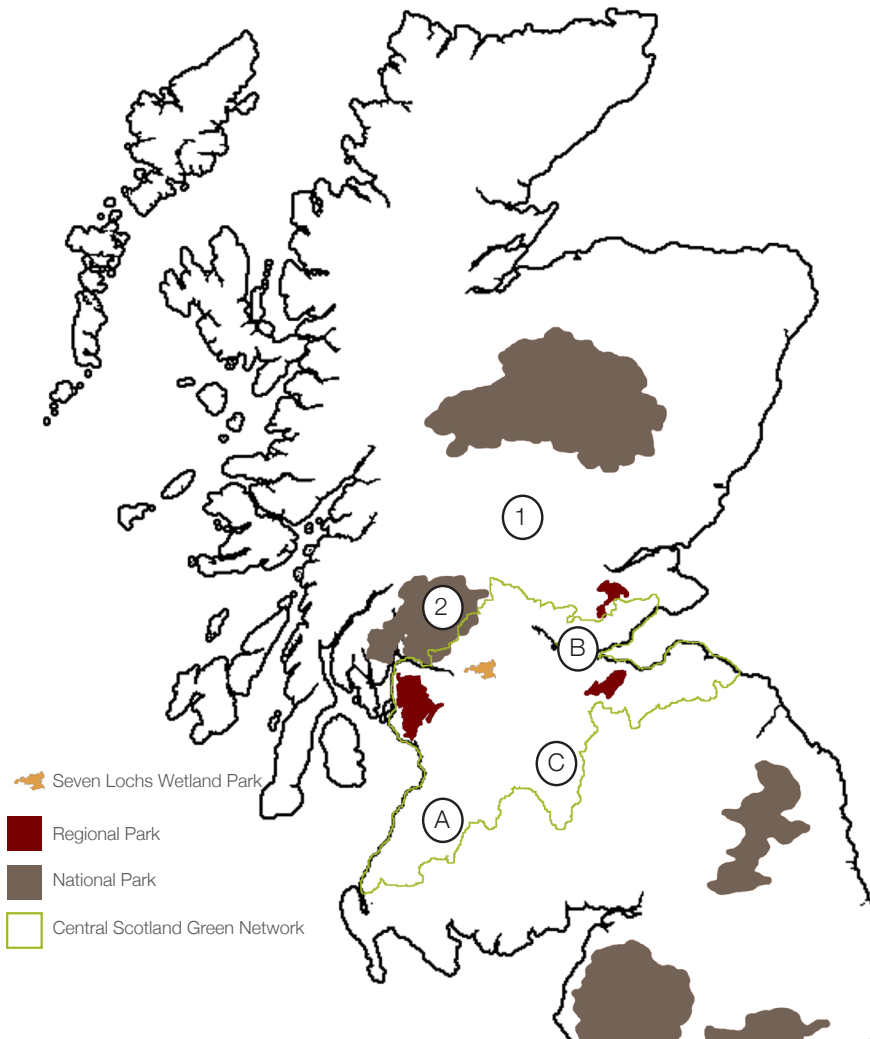 1
2
B
C
A
Seven Lochs Wetland Park
Regional Park
National Park
Central Scotland Green Network